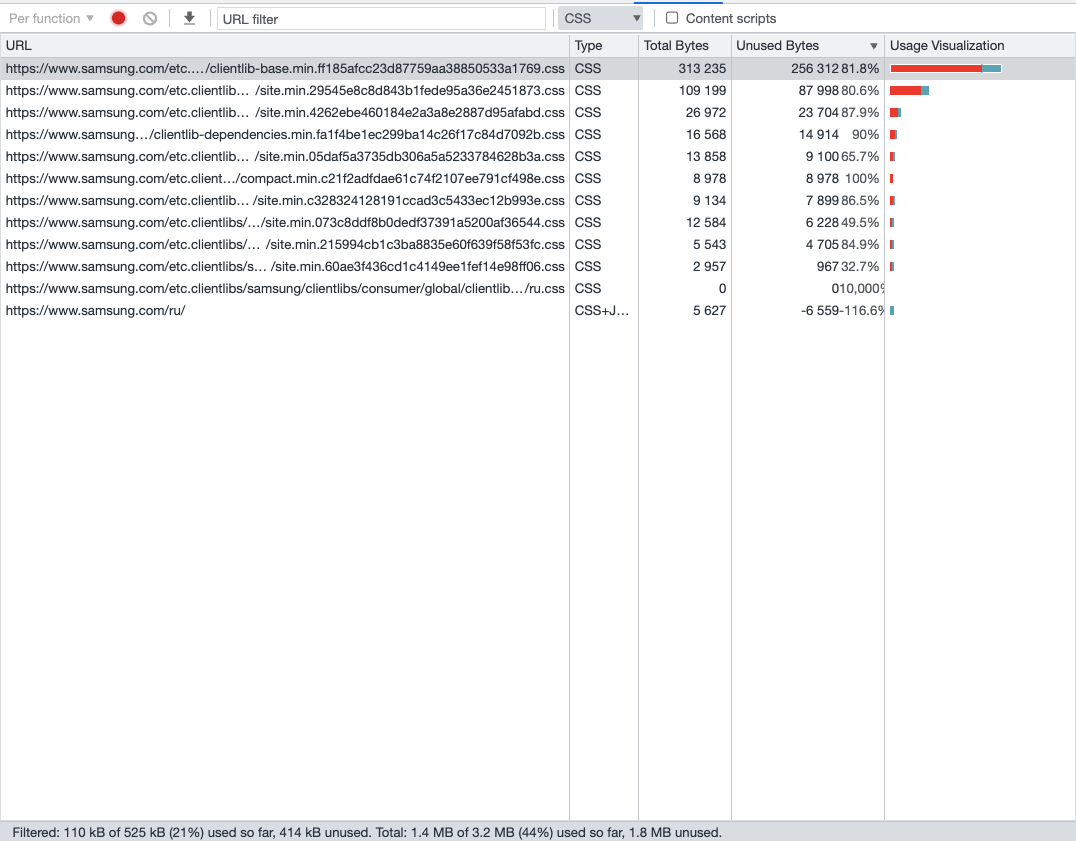 Per function URL filter CSS Content scripts
URL Type Total Bytes Unused Bytes Usage Visualization
https://www.samsung.com/etc.…/clientlib-base.min.ff185afcc23d87759aa38850533a1769.css CSS 313 235 256 312 81.8%
https://www.samsung.com/etc.clientlib… /site.min.29545e8c8d843b1fede95a36e2451873.css CSS 109 199 87 998 80.6%
https://www.samsung.com/etc.clientlib… /site.min.4262ebe460184e2a3a8e2887d95afabd.css CSS 26 972 23 704 87.9%
https://www.samsung…/clientlib-dependencies.min.fa1f4be1ec299ba14c26f17c84d7092b.css CSS 16 568 14 914 90%
https://www.samsung.com/etc.clientlib… /site.min.05daf5a3735db306a5a5233784628b3a.css CSS 13 858 9 100 65.7%
https://www.samsung.com/etc.client…/compact.min.c21f2adfdae61c74f2107ee791cf498e.css CSS 8 978 8 978 100%
https://www.samsung.com/etc.clientlib… /site.min.c328324128191ccad3c5433ec12b993e.css CSS 9 134 7 899 86.5%
https://www.samsung.com/etc.clientlibs/…/site.min.073c8ddf8b0dedf37391a5200af36544.css CSS 12 584 6 228 49.5%
https://www.samsung.com/etc.clientlibs/… /site.min.215994cb1c3ba8835e60f639f58f53fc.css CSS 5 543 4 705 84.9%
https://www.samsung.com/etc.clientlibs/s… /site.min.60ae3f436cd1c4149ee1fef14e98ff06.css CSS 2 957 967 32.7%
https://www.samsung.com/etc.clientlibs/samsung/clientlibs/consumer/global/clientlib…/ru.css CSS 0 0 10,000%
https://www.samsung.com/ru/ CSS+J… 5 627 -6 559 -116.6%
Filtered: 110 kB of 525 kB (21%) used so far, 414 kB unused. Total: 1.4 MB of 3.2 MB (44%) used so far, 1.8 MB unused.